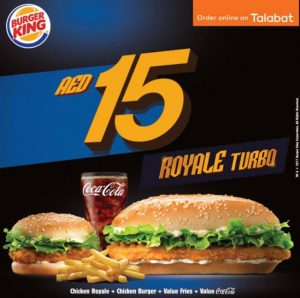 BURGER
KING
Order online on Talabat
AED 15
ROYALE TURBO
Coca-Cola
Chicken Royale + Chicken Burger + Value Fries + Value Coca-Cola